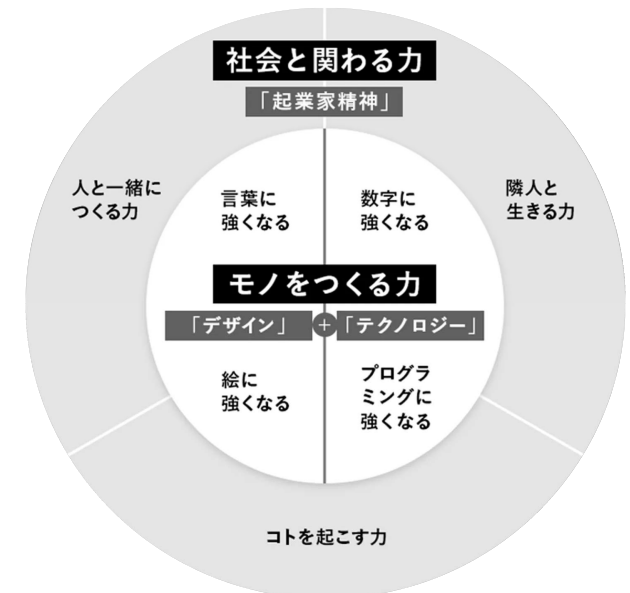 社会と関わる力
「起業家精神」
人と一緒に
つくる力
言葉に
強くなる
数字に
強くなる
隣人と
生きる力
モノをつくる力
「デザイン」 + 「テクノロジー」
絵に
強くなる
プログラ
ミングに
強くなる
コトを起こす力